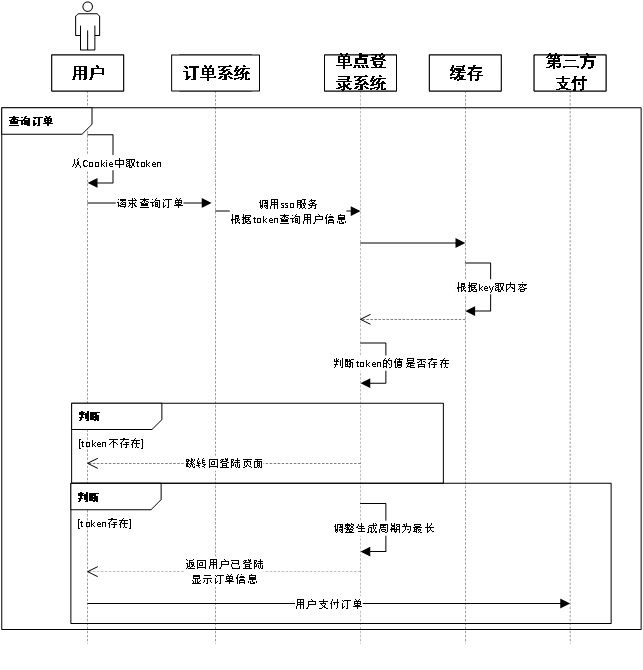 用户
订单系统
单点登
录系统
缓存
第三方
支付
查询订单
从Cookie中取token
请求查询订单
调用sso服务
根据token查询用户信息
根据key取内容
判断token的值是否存在
判断
[token不存在]
跳转回登陆页面
判断
[token存在]
调整生成周期为最长
返回用户已登陆
显示订单信息
用户支付订单